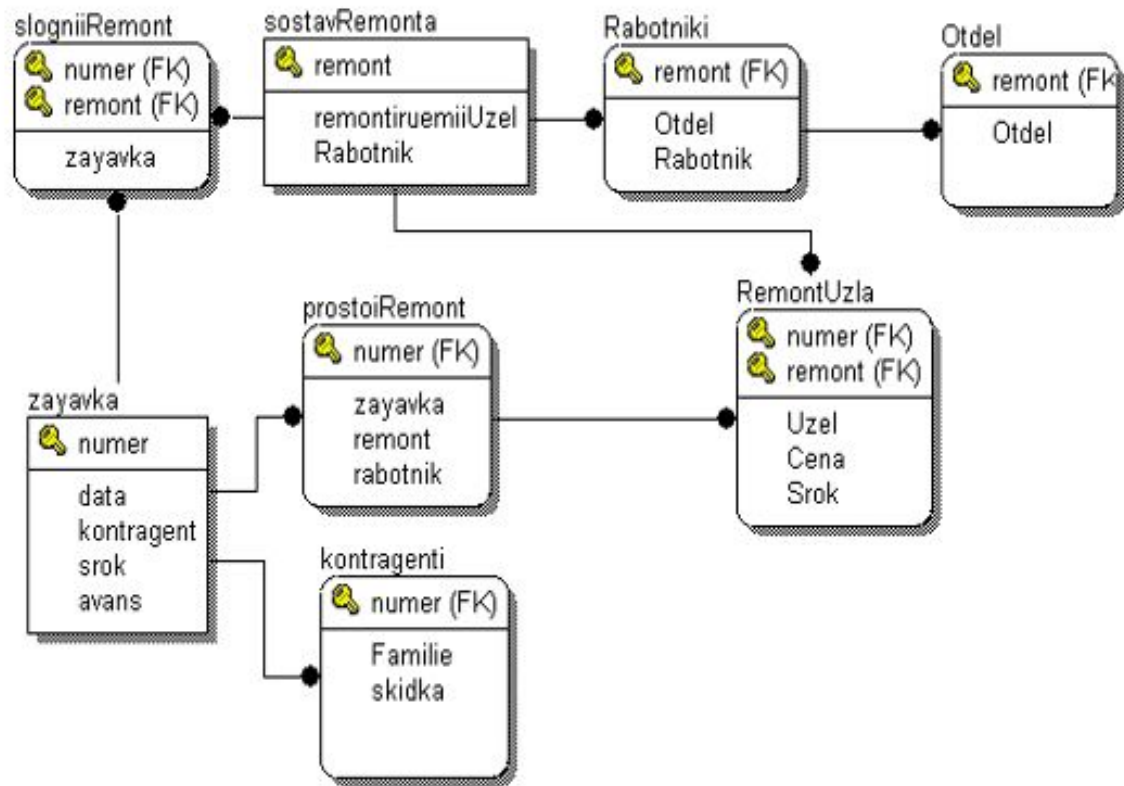 slogniiRemont
numer (FK)
remont (FK)
zayavka
sostavRemonta
remont
remontiruemiiUzel
Rabotnik
Rabotniki
remont (FK)
Otdel
Rabotnik
Otdel
remont (FK
Otdel
zayavka
numer
data
kontragent
srok
avans
prostoiRemont
numer (FK)
zayavka
remont
rabotnik
RemontUzla
numer (FK)
remont (FK)
Uzel
Cena
Srok
kontragenti
numer (FK)
Familie
skidka